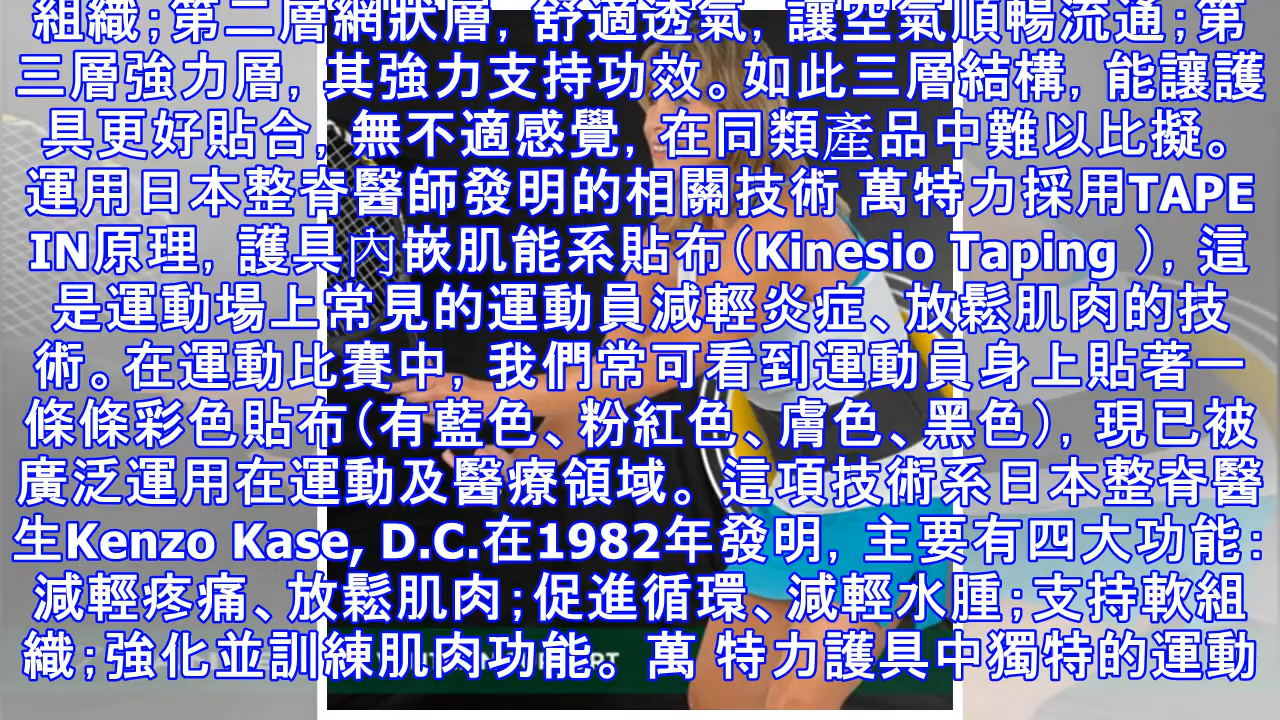 組織；第二層網狀層，舒適透氣，讓空氣順暢流通；第
三層強力層，其強力支持功效。如此三層結構，能讓護
具更好貼合，無不適感覺，在同類產品中難以比擬。
運用日本整脊醫師發明的相關技術 萬特力採用TAPE
IN原理，護具內嵌肌能系貼布（Kinesio Taping ），這
是運動場上常見的運動員減輕炎症、放鬆肌肉的技
術。在運動比賽中，我們常可看到運動員身上貼著一
條條彩色貼布（有藍色、粉紅色、膚色、黑色），現已被
廣泛運用在運動及醫療領域。這項技術系日本整脊醫
生Kenzo Kase, D.C.在1982年發明，主要有四大功能：
減輕疼痛、放鬆肌肉；促進循環、減輕水腫；支持軟組
織；強化並訓練肌肉功能。萬 特力護具中獨特的運動